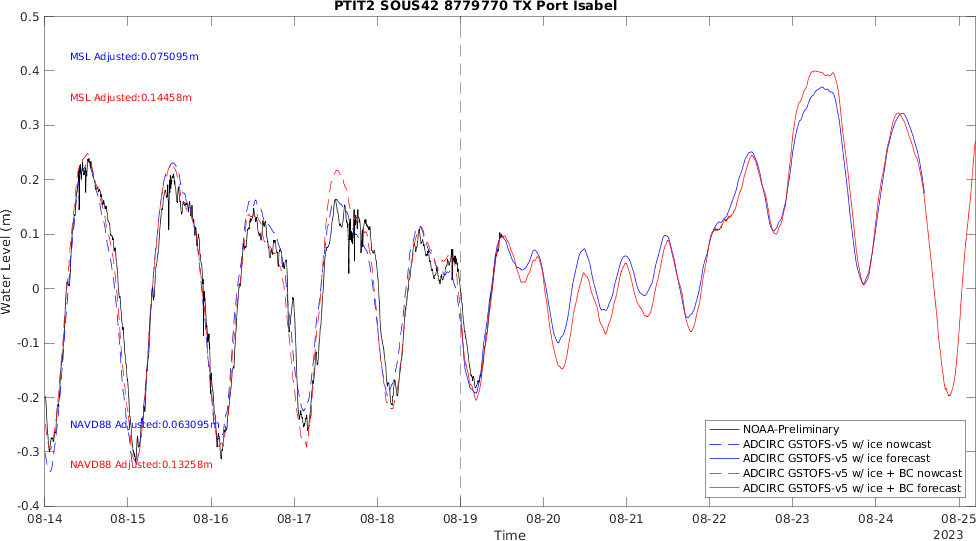 PTIT2 SOUS42 8779770 TX Port Isabel
0.5
0.4
0.3
0.2
0.1
0
-0.1
-0.2
-0.3
-0.4
Water Level (m)
MSL Adjusted:0.075095m
MSL Adjusted:0.14458m
NAVD88 Adjusted:0.063095m
NAVD88 Adjusted:0.13258m
NOAA-Preliminary
ADCIRC GSTOFS-v5 w/ ice nowcast
ADCIRC GSTOFS-v5 w/ ice forecast
ADCIRC GSTOFS-v5 w/ ice + BC nowcast
ADCIRC GSTOFS-v5 w/ ice + BC forecast
08-14 08-15 08-16 08-17 08-18 08-19 08-20 08-21 08-22 08-23 08-24 08-25
Time
2023